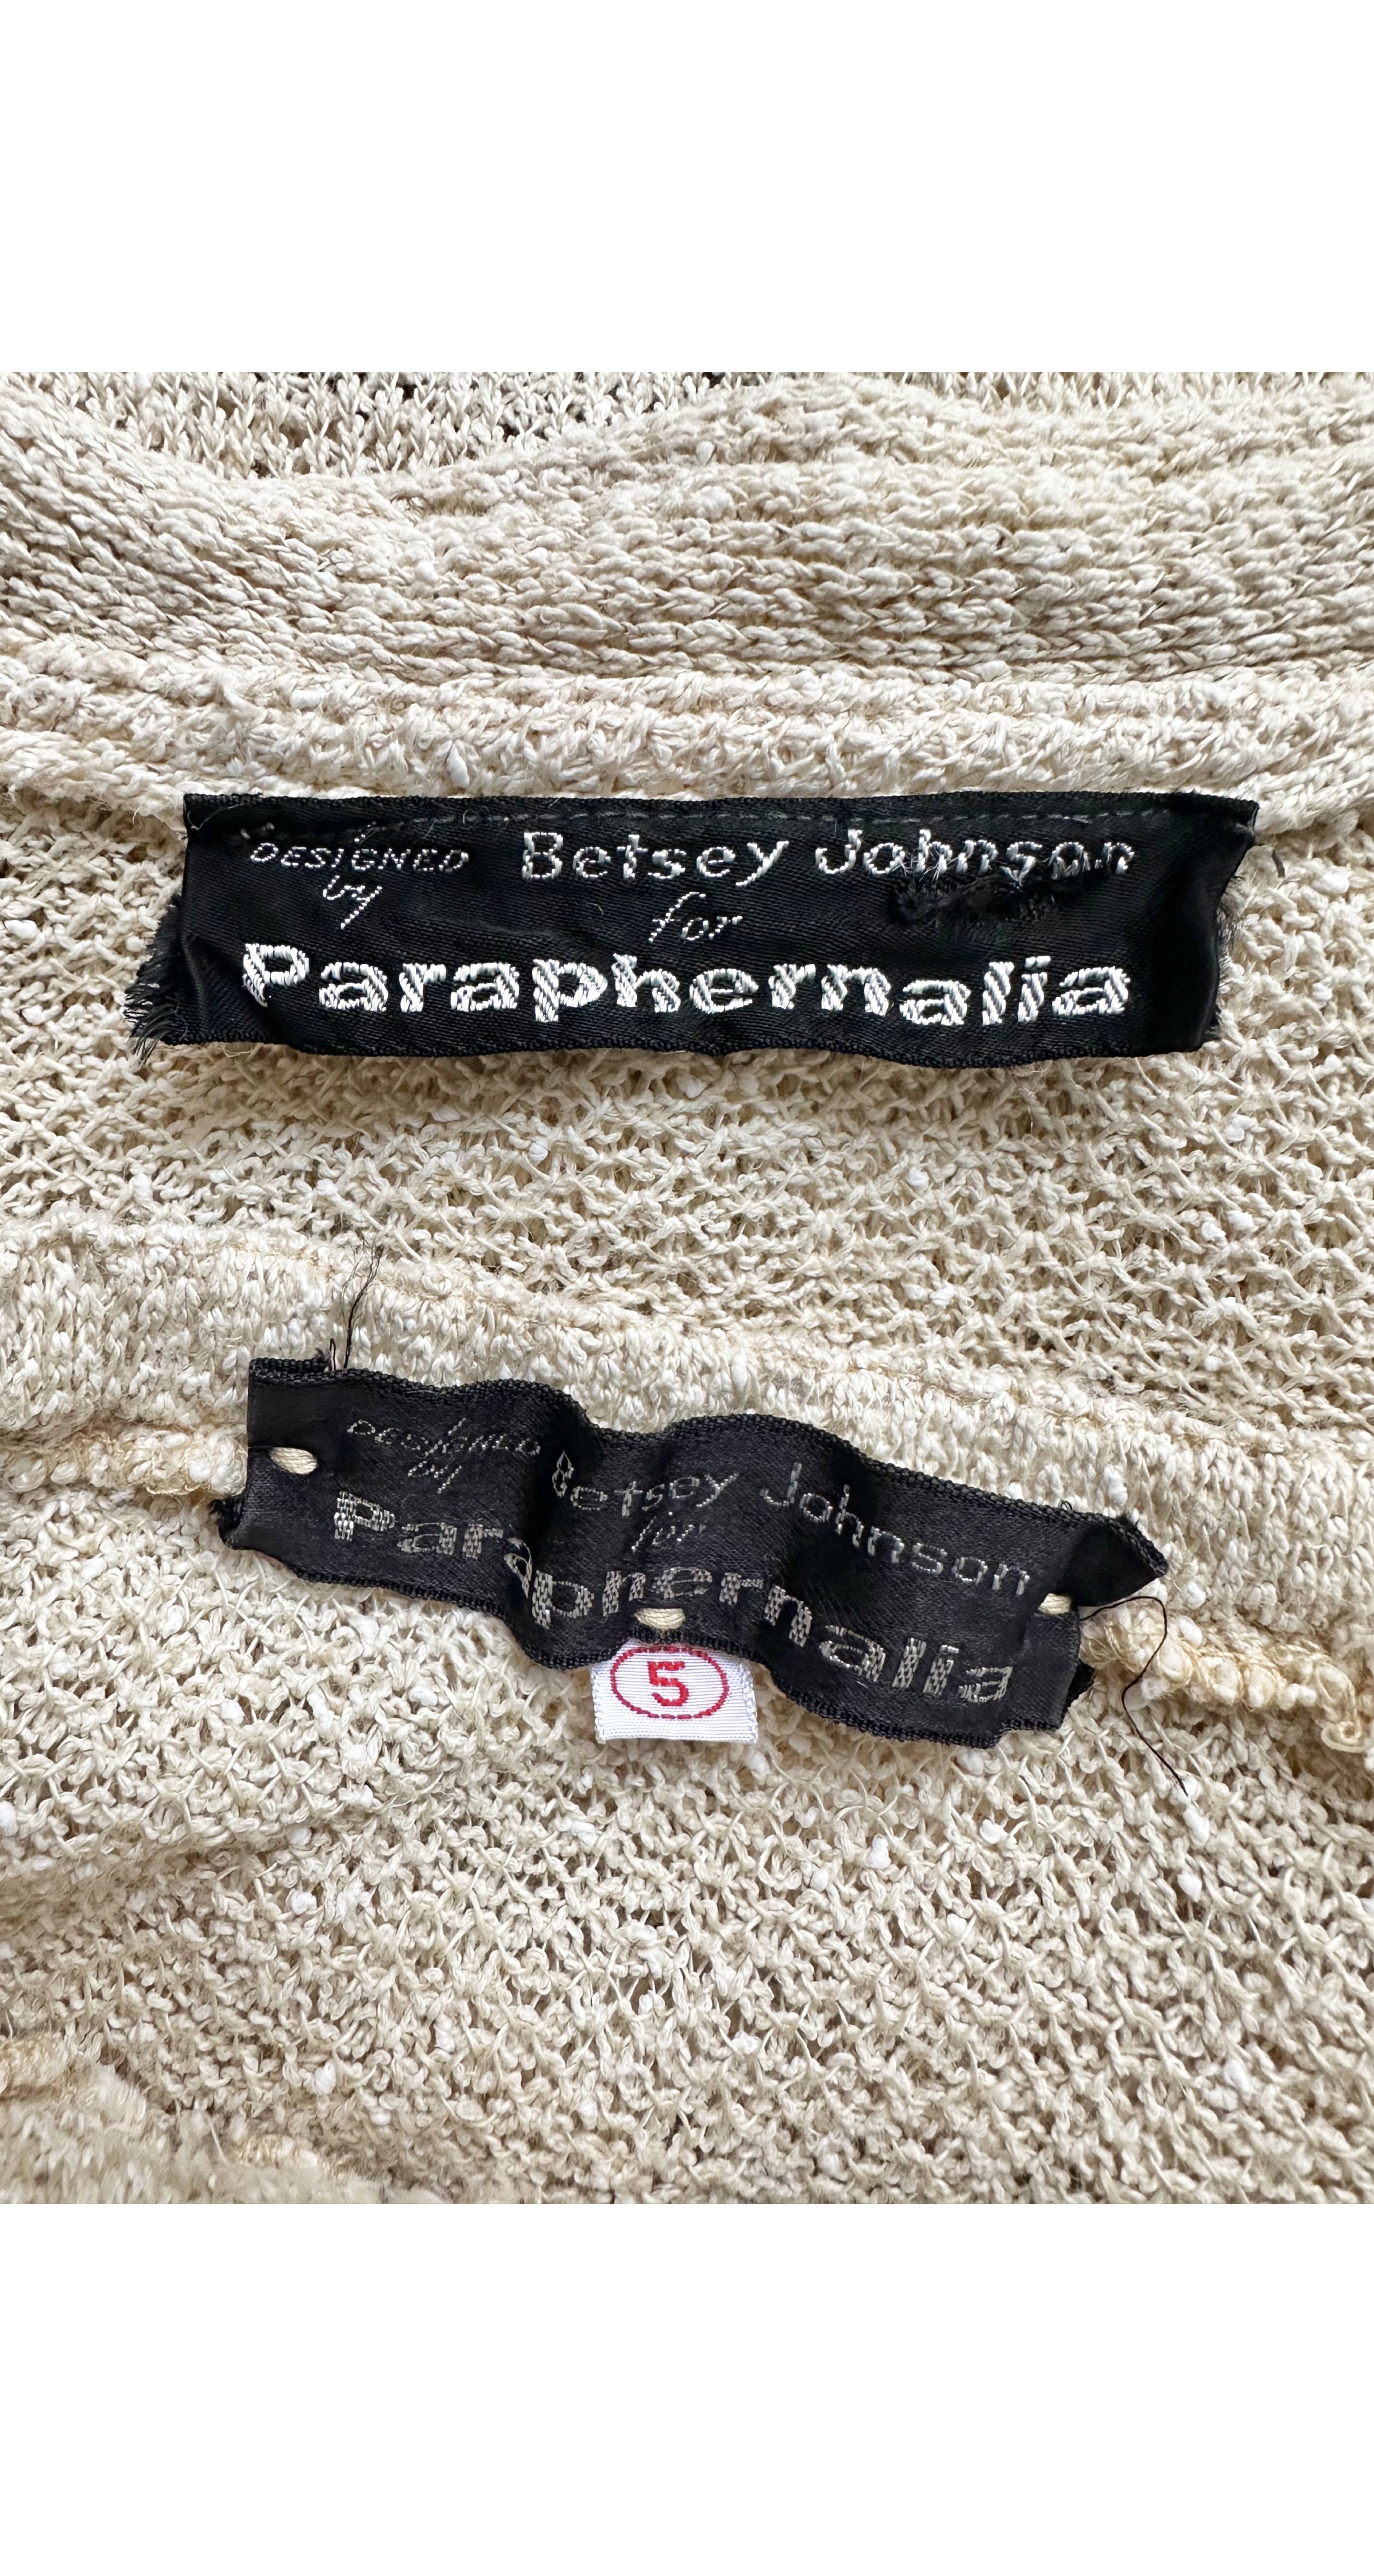 DESIGNED Betsey Johnson
by for
Paraphernalia
DESIGNED Betsey Johnson
by for
Paraphernalia
5